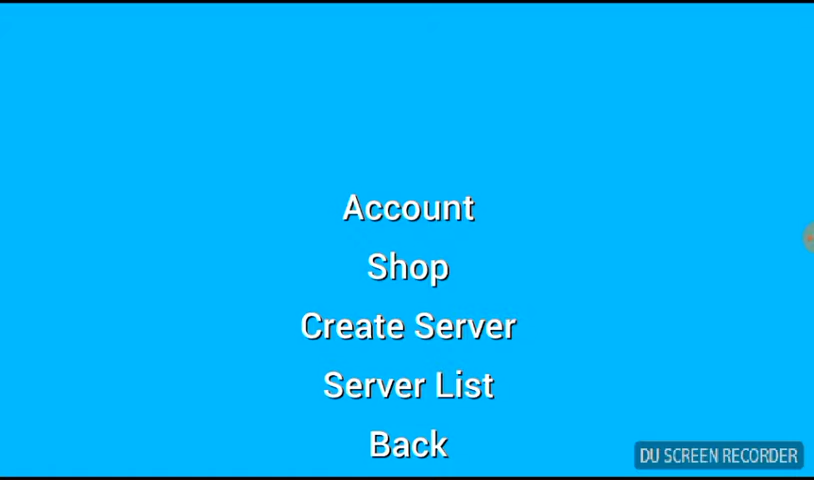 Account
Shop
Create Server
Server List
Back
DU SCREEN RECORDER